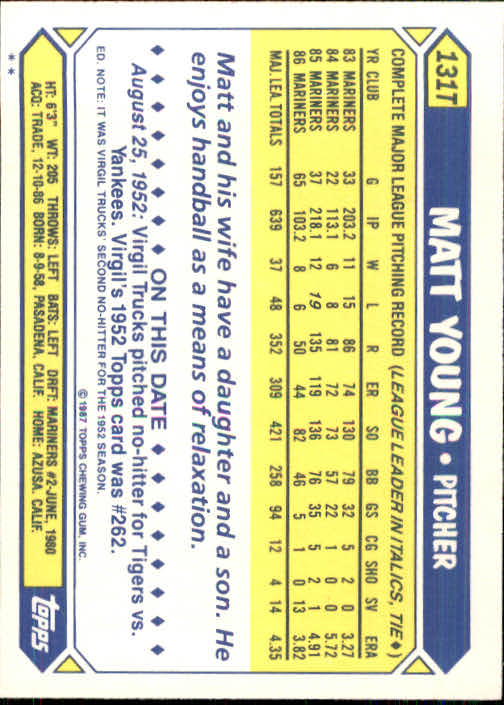 131T MATT YOUNG • PITCHER
COMPLETE MAJOR LEAGUE PITCHING RECORD (LEAGUE LEADER IN ITALICS, TIE♦)
YR CLUB G IP W L R ER SO BB GS CG SHO SV ERA
83 MARINERS 33 203.2 11 15 86 74 130 79 32 5 2 0 3.27
84 MARINERS 22 113.1 6 8 81 72 73 57 22 1 0 0 5.72
85 MARINERS 37 218.1 12 19 135 119 136 76 35 5 2 1 4.91
86 MARINERS 65 103.2 8 6 50 44 82 46 5 1 0 13 3.82
MAJ. LEA. TOTALS 157 639 37 48 352 309 421 258 94 12 4 14 4.35
Matt and his wife have a daughter and a son. He
enjoys handball as a means of relaxation.
♦ ♦ ♦ ♦ ♦ ♦ ON THIS DATE ♦ ♦ ♦ ♦ ♦ ♦
August 25, 1952: Virgil Trucks pitched no-hitter for Tigers vs.
Yankees. Virgil's 1952 Topps card was #262.
ED. NOTE: IT WAS VIRGIL TRUCKS' SECOND NO-HITTER FOR THE 1952 SEASON.
© 1987 TOPPS CHEWING GUM, INC.
HT: 6'3" WT: 205 THROWS: LEFT BATS: LEFT DRFT: MARINERS #2-JUNE, 1980
ACQ: TRADE, 12-10-86 BORN: 8-9-58, PASADENA, CALIF. HOME: AZUSA, CALIF.
topps
* *